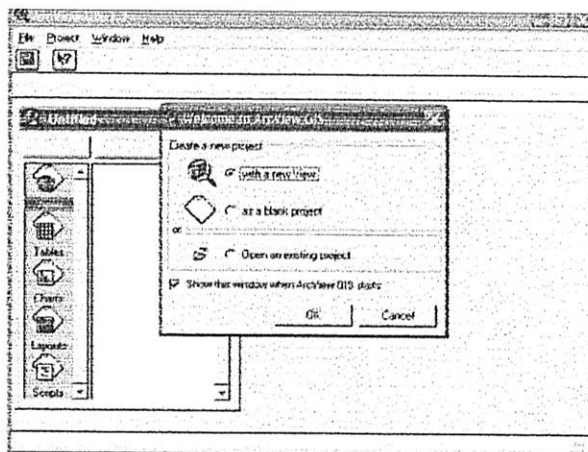 File Project Window Help
Untitled
Welcome to ArcView GIS
Create a new project
with a new View
as a blank project
or
Open an existing project
Show this window when ArcView GIS starts
OK
Cancel
Tables
Charts
Layouts
Scripts